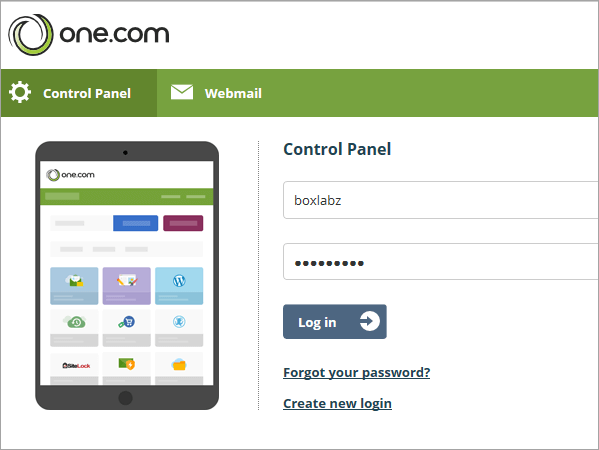 one.com
Control Panel
Webmail
Control Panel
one.com
boxlabz
•••••••••
Log in
SiteLock
Forgot your password?
Create new login